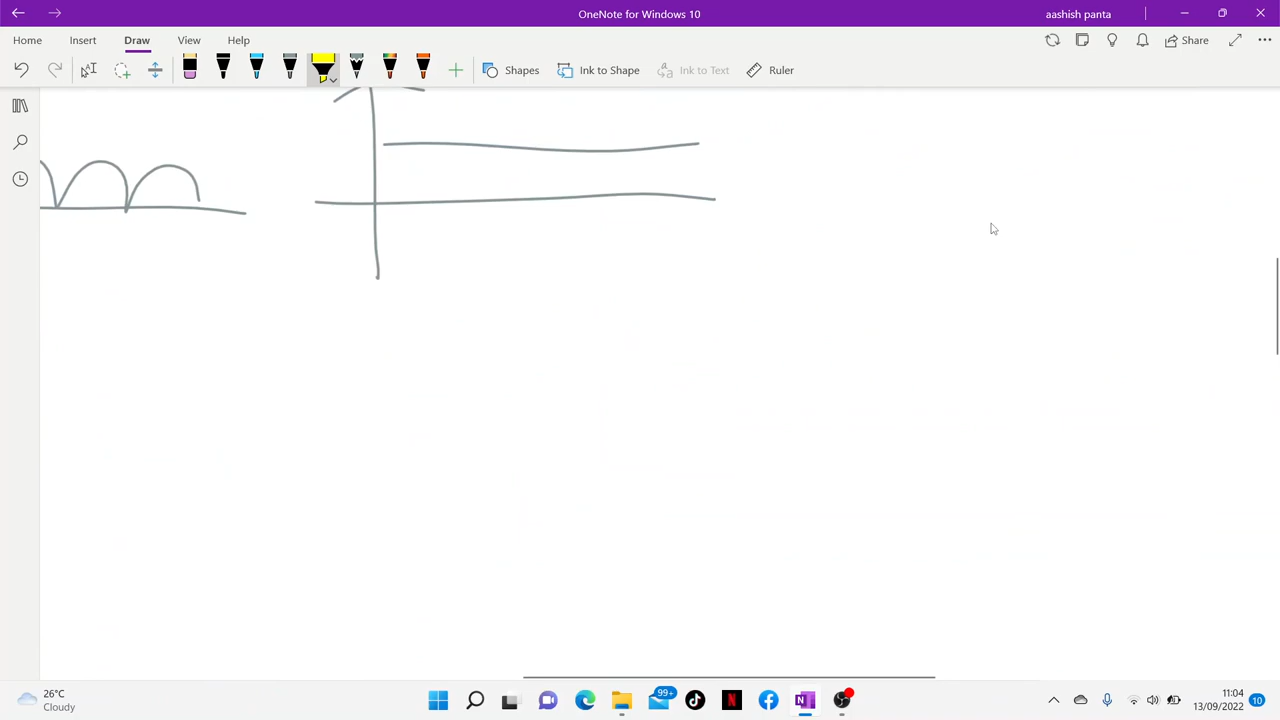 OneNote for Windows 10
aashish panta
Home Insert Draw View Help
Share
Shapes
Ink to Shape
Ink to Text
Ruler
26°C
Cloudy
99+
11:04
13/09/2022
10